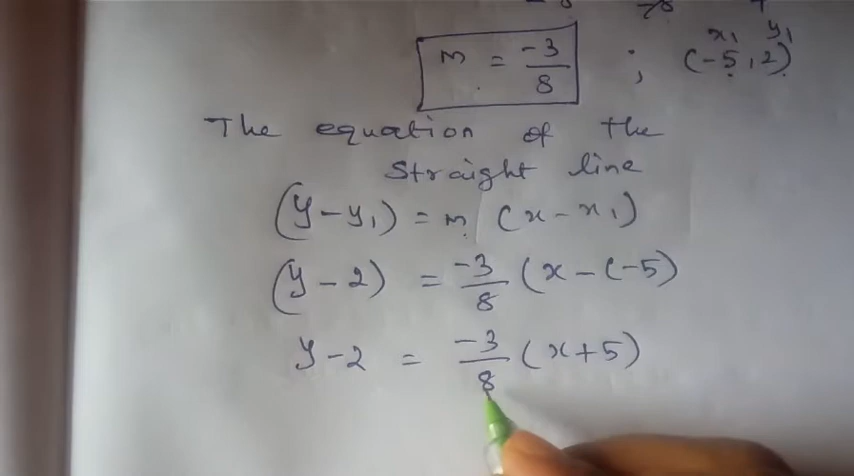 m = -3/8 ; (-5, 2)
x₁ y₁
The equation of the
straight line
(y - y₁) = m (x - x₁)
(y - 2) = -3/8 (x - (-5)
y - 2 = -3/8 (x + 5)